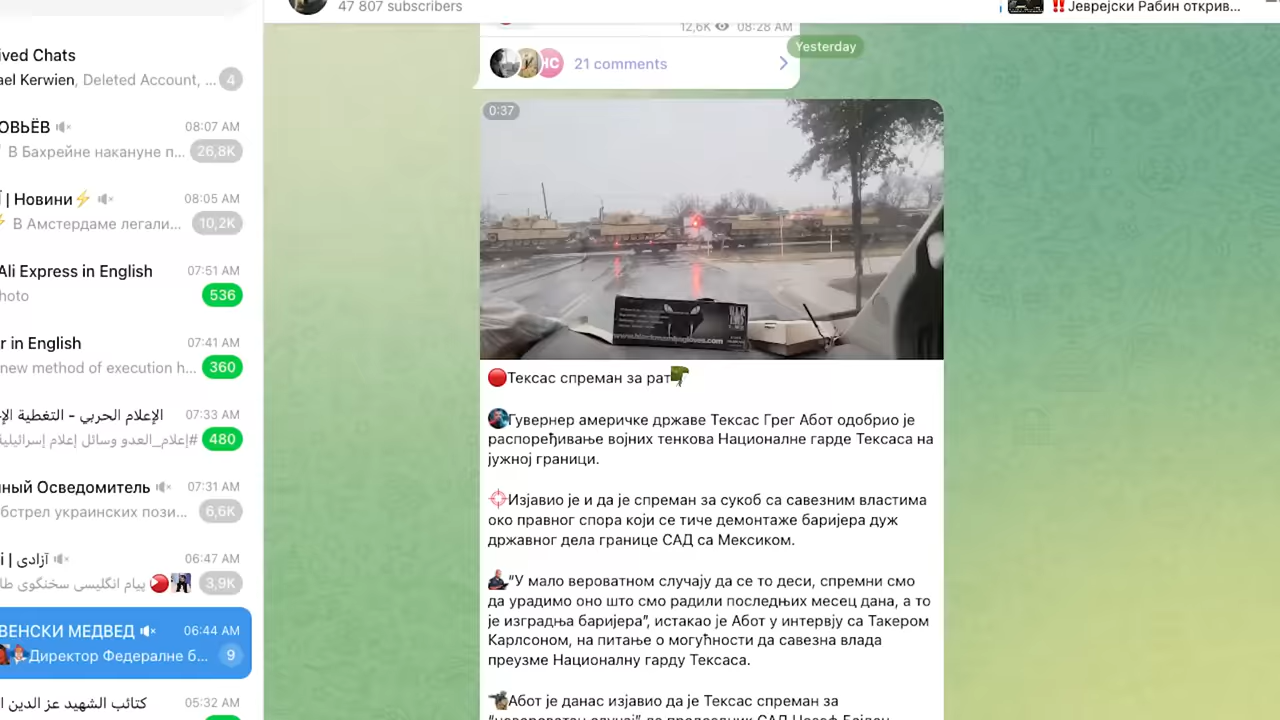 47 807 subscribers
Јеврејски Рабин открив...
ived Chats
ael Kerwien, Deleted Account, ...
4
ОВЬЁВ
08:07 AM
В Бахрейне накануне п...
26,8K
| Новини
08:05 AM
В Амстердаме легали...
10,2K
Ali Express in English
07:51 AM
hoto
536
r in English
07:41 AM
new method of execution h...
360
الإعلام الحربي - التغطية الإ
07:33 AM
#إعلام_العدو وسائل إعلام إسرائيلية
480
ный Осведомитель
07:31 AM
бстрел украинских пози...
6,6K
i | آزادی
06:47 AM
پیام انگلیسی سخنگوی طا
3,9K
ВЕНСКИ МЕДВЕД
06:44 AM
Директор Федералне б...
9
كتائب الشهيد عز الدين ا
05:32 AM
12,6K
08:28 AM
Yesterday
HC
21 comments
0:37
www.blackmambagloves.com
Тексас спреман за рат
Гувернер америчке државе Тексас Грег Абот одобрио је
распоређивање војних тенкова Националне гарде Тексаса на
јужној граници.
Изјавио је и да је спреман за сукоб са савезним властима
око правног спора који се тиче демонтаже баријера дуж
државног дела границе САД са Мексиком.
“У мало вероватном случају да се то деси, спремни смо
да урадимо оно што смо радили последњих месец дана, а то
је изградња баријера”, истакао је Абот у интервју са Такером
Карлсоном, на питање о могућности да савезна влада
преузме Националну гарду Тексаса.
Абот је данас изјавио да је Тексас спреман за